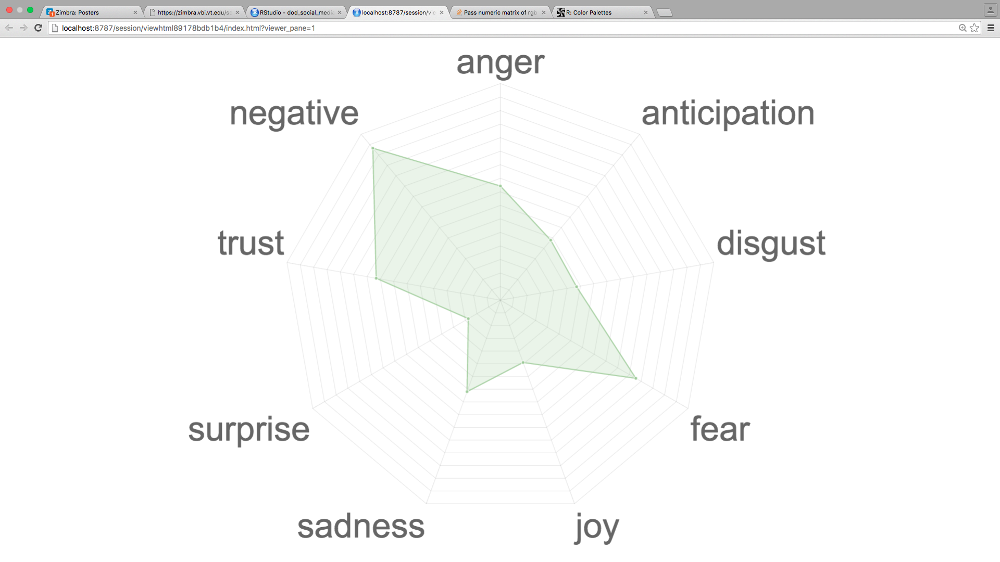 Zimbra: Posters
https://zimbra.vbi.vt.edu/se
RStudio - dod_social_medi
localhost:8787/session/vie
Pass numeric matrix of rgb
R: Color Palettes
localhost:8787/session/viewhtml89178bdb1b4/index.html?viewer_pane=1
anger
negative
anticipation
trust
disgust
surprise
fear
sadness
joy